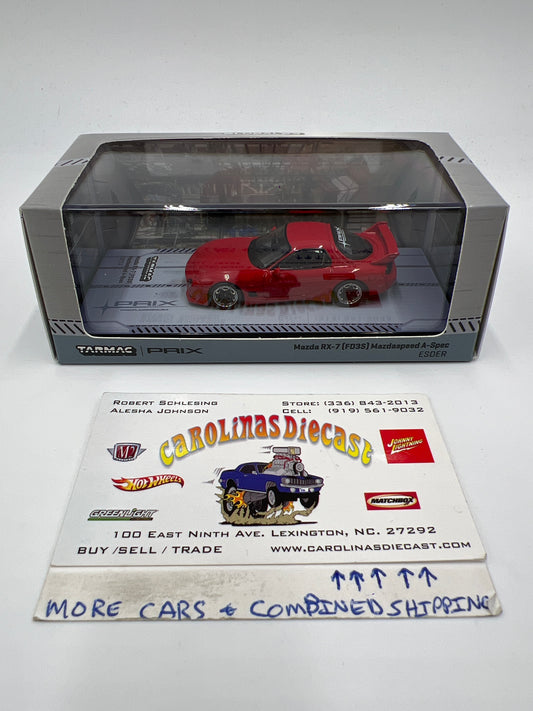 PRIX
TARMAC WORKS | PRIX
Mazda RX-7 (FD3S) Mazdaspeed A-Spec
ESDER
ROBERT SCHLESING
ALESHA JOHNSON
STORE: (336) 843-2013
CELL: (919) 561-9032
CAROLINAS DIECAST
M2
JOHNNY LIGHTNING
HOT WHEELS
MATCHBOX
GREENLIGHT
100 EAST NINTH AVE. LEXINGTON, NC. 27292
BUY /SELL / TRADE
WWW.CAROLINASDIECAST.COM
↑↑↑ ↑↑
MORE CARS + COMBINED SHIPPING